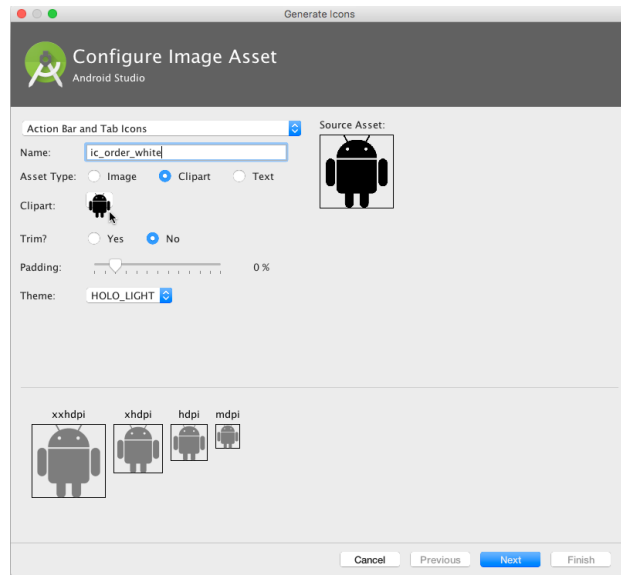 Generate Icons
Configure Image Asset
Android Studio
Action Bar and Tab Icons
Source Asset:
Name: ic_order_white
Asset Type: Image Clipart Text
Clipart:
Trim? Yes No
Padding: 0 %
Theme: HOLO_LIGHT
xxhdpi xhdpi hdpi mdpi
Cancel Previous Next Finish